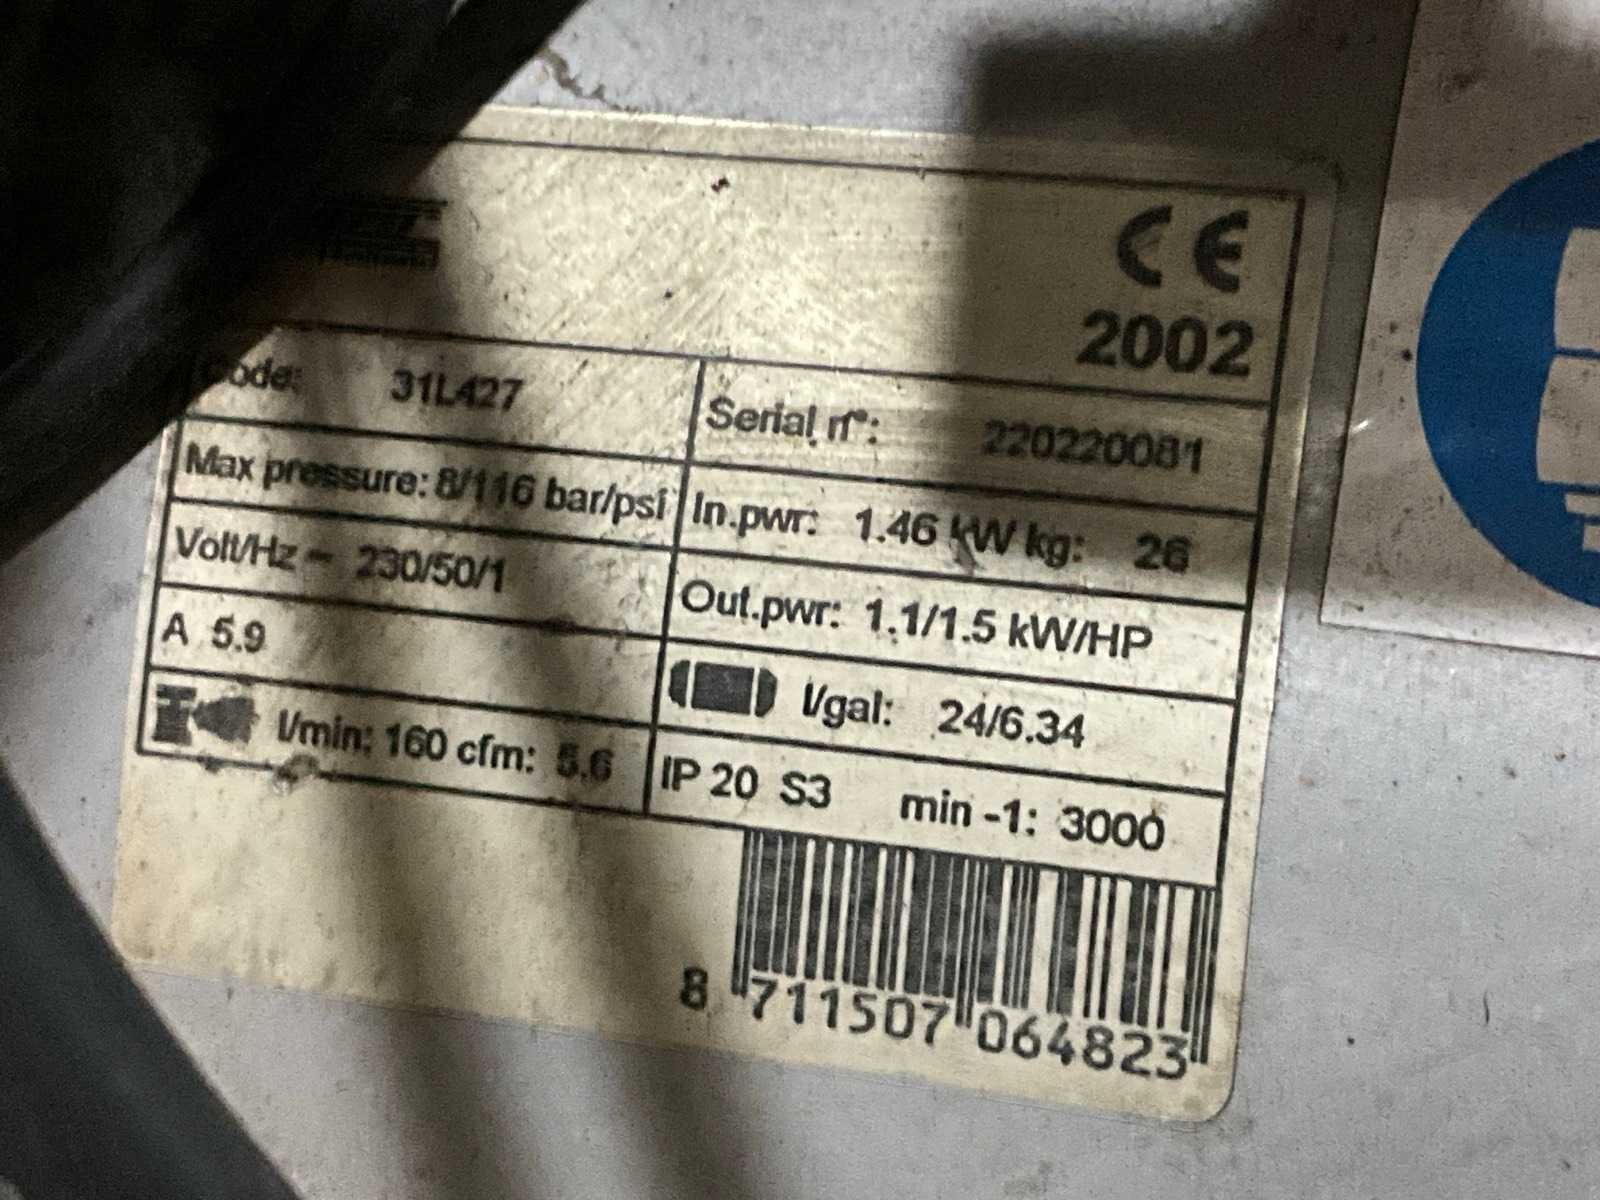 CE
2002
Code: 31L427
Serial n°: 220220081
Max pressure: 8/116 bar/psi
In.pwr: 1.46 kW kg: 26
Volt/Hz ~ 230/50/1
Out.pwr: 1.1/1.5 kW/HP
A 5.9
l/gal: 24/6.34
l/min: 160 cfm: 5.6
IP 20 S3 min -1: 3000
8 711507 064823